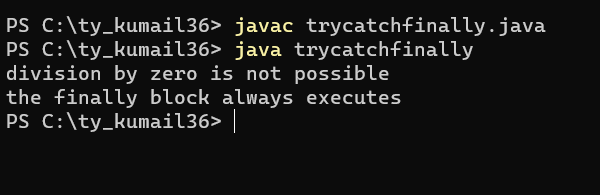 PS C:\ty_kumail36> javac trycatchfinally.java
PS C:\ty_kumail36> java trycatchfinally
division by zero is not possible
the finally block always executes
PS C:\ty_kumail36>